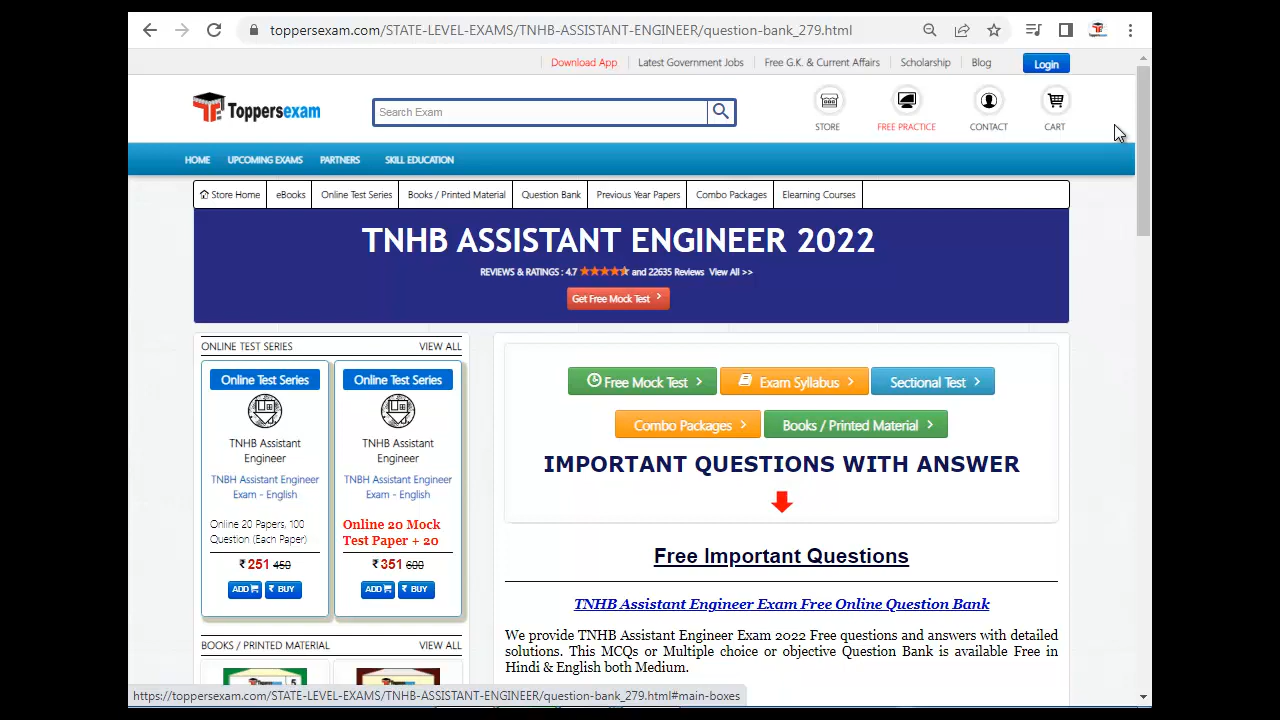 toppersexam.com/STATE-LEVEL-EXAMS/TNHB-ASSISTANT-ENGINEER/question-bank_279.html
Download App Latest Government Jobs Free G.K. & Current Affairs Scholarship Blog Login
Toppersexam
Search Exam
STORE FREE PRACTICE CONTACT CART
HOME UPCOMING EXAMS PARTNERS SKILL EDUCATION
Store Home eBooks Online Test Series Books / Printed Material Question Bank Previous Year Papers Combo Packages Elearning Courses
TNHB ASSISTANT ENGINEER 2022
REVIEWS & RATINGS : 4.7 and 22635 Reviews View All >>
Get Free Mock Test
ONLINE TEST SERIES VIEW ALL
Online Test Series
TNHB Assistant
Engineer
TNBH Assistant Engineer
Exam - English
Online 20 Papers, 100
Question (Each Paper)
₹ 251 450
ADD ₹ BUY
Online Test Series
TNHB Assistant
Engineer
TNBH Assistant Engineer
Exam - English
Online 20 Mock
Test Paper + 20
₹ 351 600
ADD ₹ BUY
BOOKS / PRINTED MATERIAL VIEW ALL
5
Free Mock Test Exam Syllabus Sectional Test
Combo Packages Books / Printed Material
IMPORTANT QUESTIONS WITH ANSWER
Free Important Questions
TNHB Assistant Engineer Exam Free Online Question Bank
We provide TNHB Assistant Engineer Exam 2022 Free questions and answers with detailed
solutions. This MCQs or Multiple choice or objective Question Bank is available Free in
Hindi & English both Medium.
https://toppersexam.com/STATE-LEVEL-EXAMS/TNHB-ASSISTANT-ENGINEER/question-bank_279.html#main-boxes